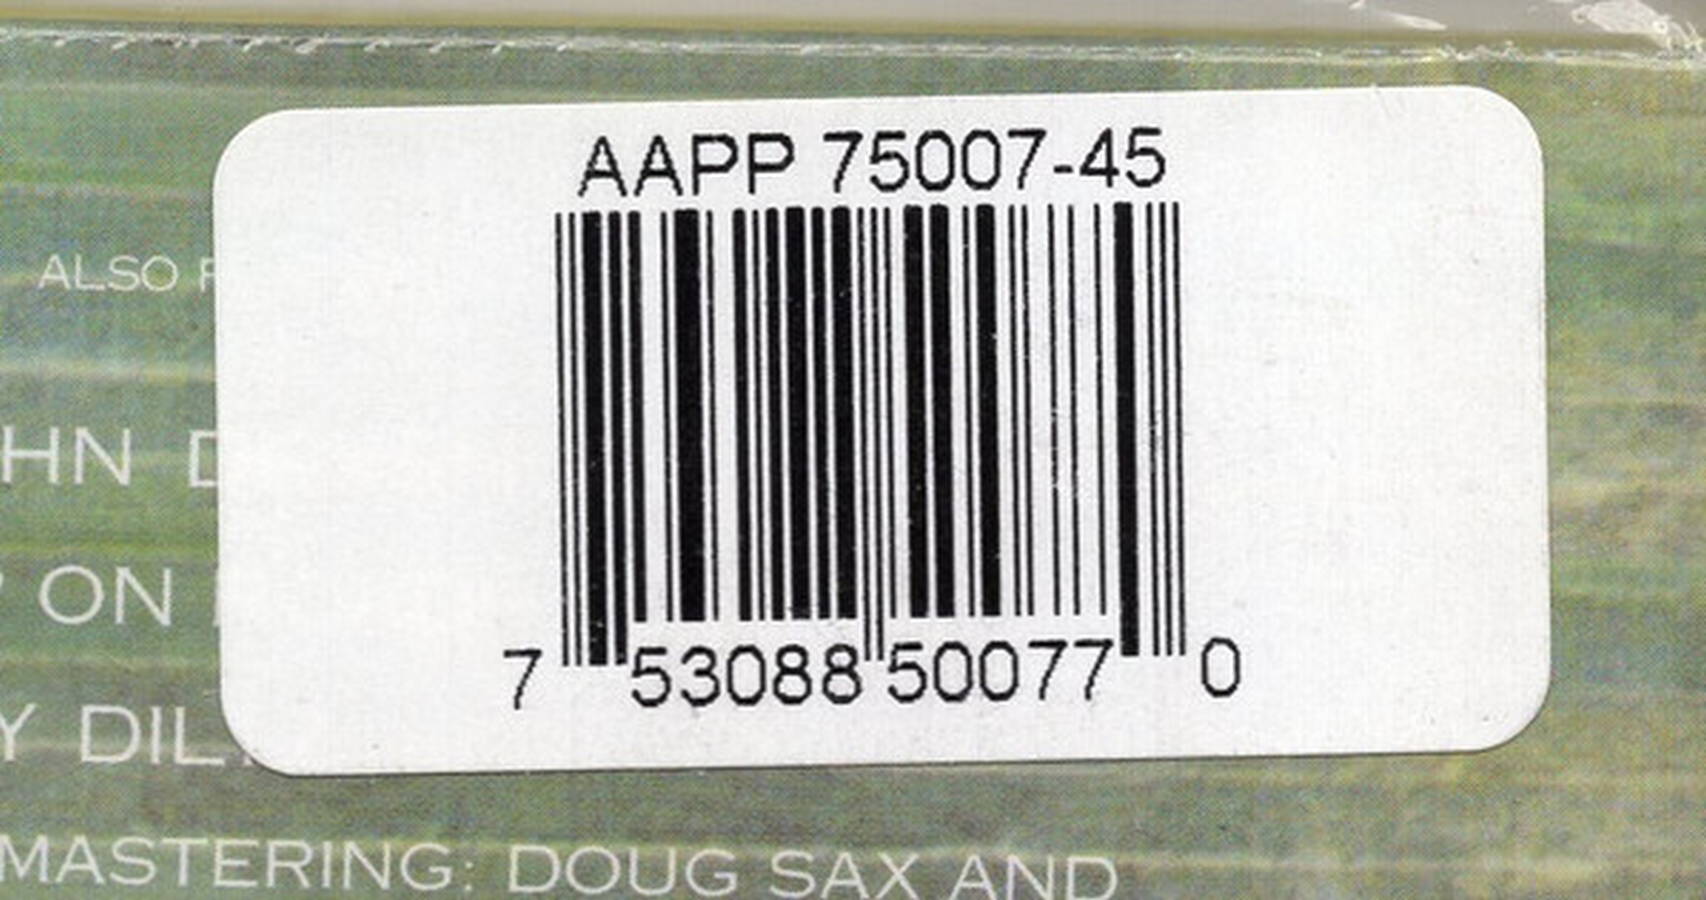 AAPP 75007-45
ALSO
HN
7 53088 50077 0
ON
Y DIL
MASTERING: DOUG SAX AND